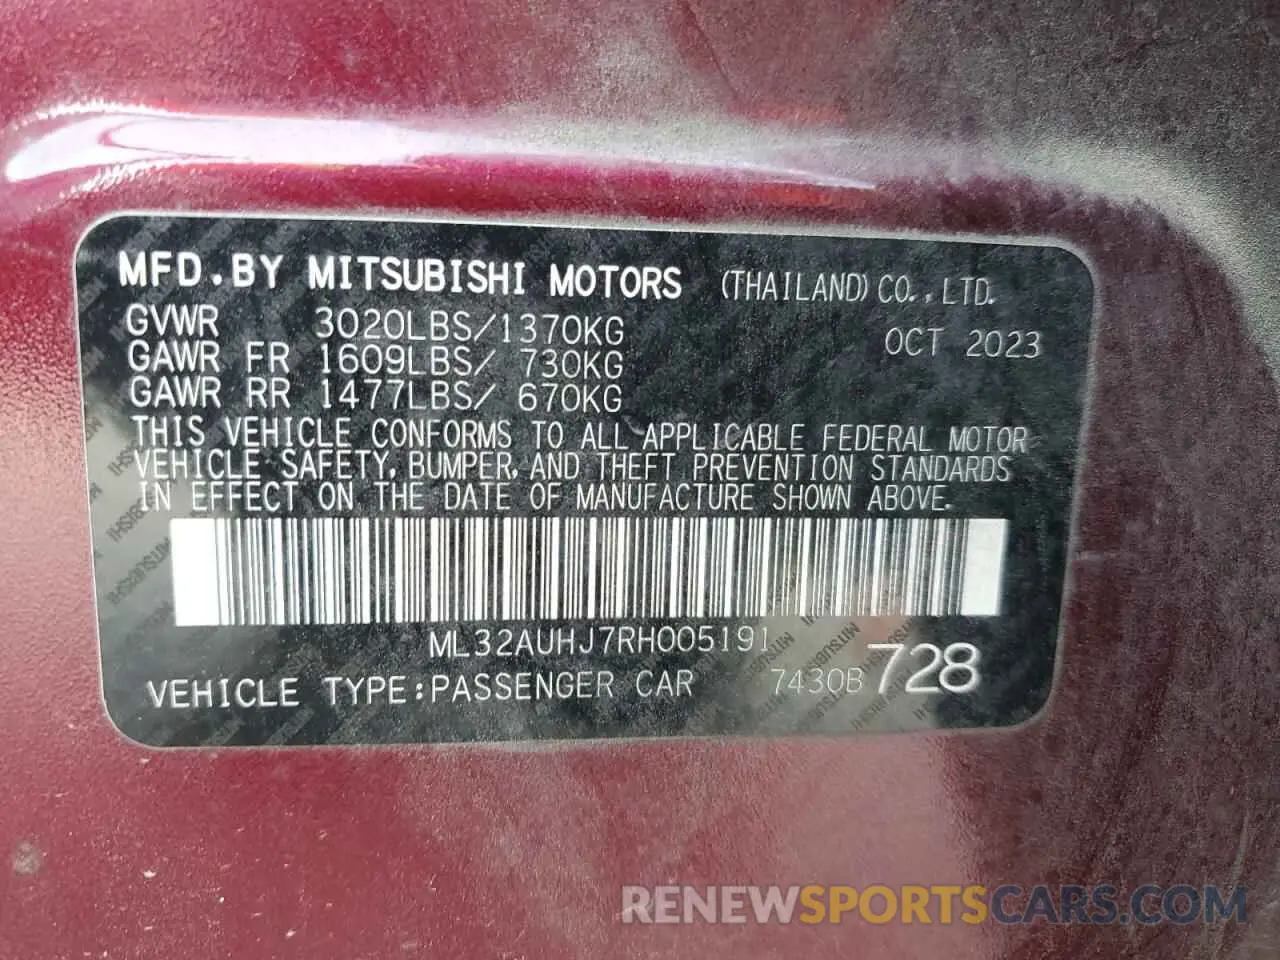 MFD.BY MITSUBISHI MOTORS (THAILAND) CO.,LTD.
GVWR 3020LBS/1370KG OCT 2023
GAWR FR 1609LBS/ 730KG
GAWR RR 1477LBS/ 670KG
THIS VEHICLE CONFORMS TO ALL APPLICABLE FEDERAL MOTOR
VEHICLE SAFETY, BUMPER, AND THEFT PREVENTION STANDARDS
IN EFFECT ON THE DATE OF MANUFACTURE SHOWN ABOVE.
ML32AUHJ7RH005191
VEHICLE TYPE:PASSENGER CAR 7430B 728
RENEWSPORTSCARS.COM